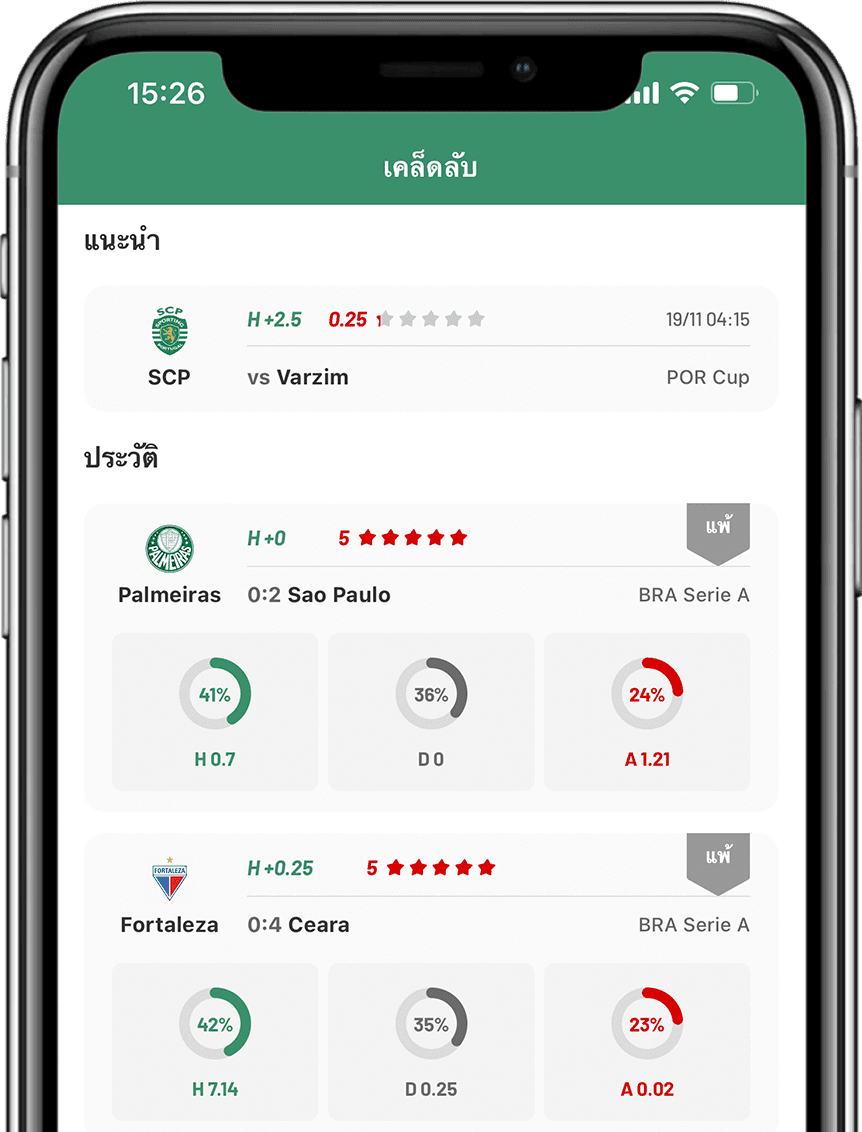 15:26
เคล็ดลับ
แนะนำ
SCP
SPORTING
PORTUGAL
H +2.5 0.25 19/11 04:15
SCP vs Varzim POR Cup
ประวัติ
PALMEIRAS
H +0 5 แพ้
Palmeiras 0:2 Sao Paulo BRA Serie A
41% 36% 24%
H 0.7 D 0 A 1.21
FORTALEZA
H +0.25 5 แพ้
Fortaleza 0:4 Ceara BRA Serie A
42% 35% 23%
H 7.14 D 0.25 A 0.02